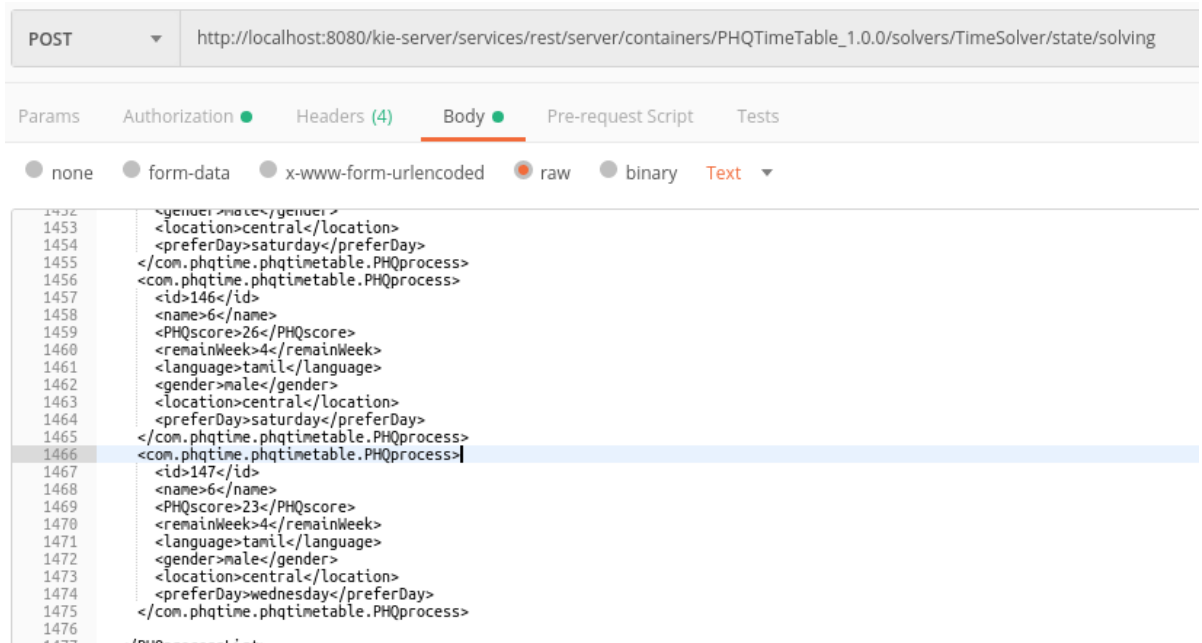 POST http://localhost:8080/kie-server/services/rest/server/containers/PHQTimeTable_1.0.0/solvers/TimeSolver/state/solving
Params Authorization Headers (4) Body Pre-request Script Tests
none form-data x-www-form-urlencoded raw binary Text
1452 <gender>male</gender>
1453 <location>central</location>
1454 <preferDay>saturday</preferDay>
1455 </com.phqtime.phqtimetable.PHQprocess>
1456 <com.phqtime.phqtimetable.PHQprocess>
1457 <id>146</id>
1458 <name>6</name>
1459 <PHQscore>26</PHQscore>
1460 <remainWeek>4</remainWeek>
1461 <language>tamil</language>
1462 <gender>male</gender>
1463 <location>central</location>
1464 <preferDay>saturday</preferDay>
1465 </com.phqtime.phqtimetable.PHQprocess>
1466 <com.phqtime.phqtimetable.PHQprocess>
1467 <id>147</id>
1468 <name>6</name>
1469 <PHQscore>23</PHQscore>
1470 <remainWeek>4</remainWeek>
1471 <language>tamil</language>
1472 <gender>male</gender>
1473 <location>central</location>
1474 <preferDay>wednesday</preferDay>
1475 </com.phqtime.phqtimetable.PHQprocess>
1476